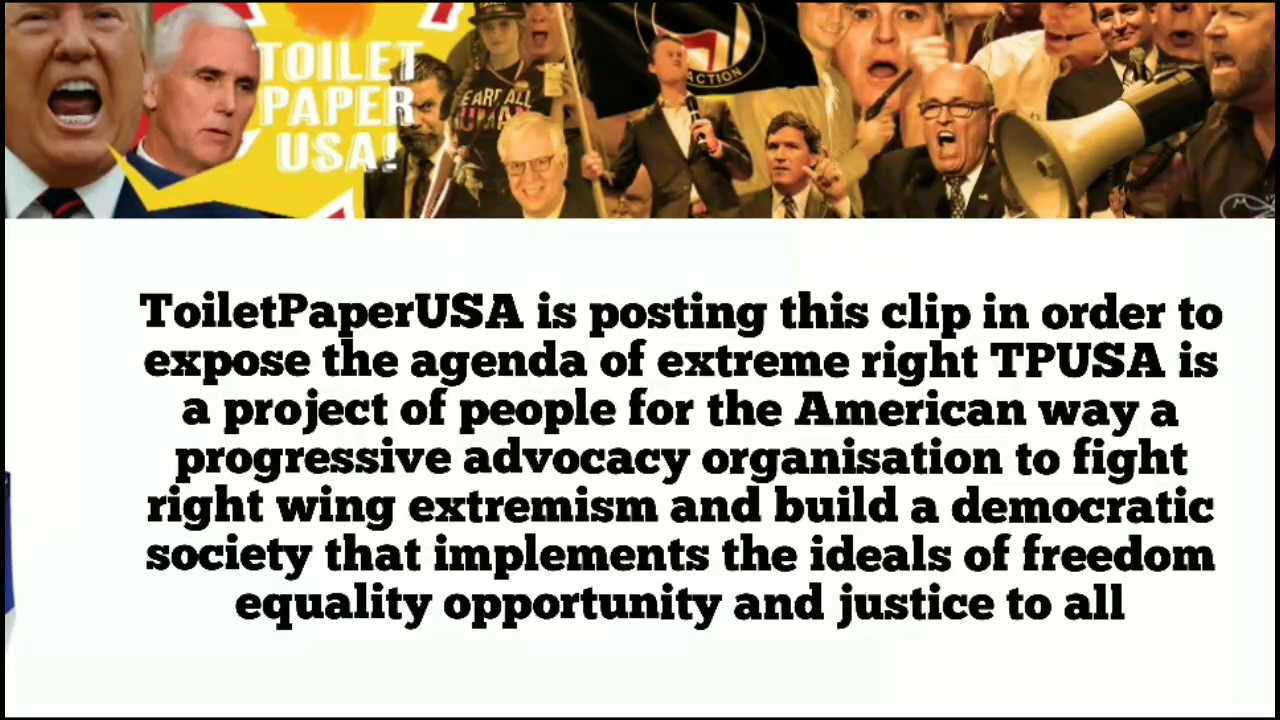 TOILET
PAPER
USA!
ACTION
ToiletPaperUSA is posting this clip in order to
expose the agenda of extreme right TPUSA is
a project of people for the American way a
progressive advocacy organisation to fight
right wing extremism and build a democratic
society that implements the ideals of freedom
equality opportunity and justice to all